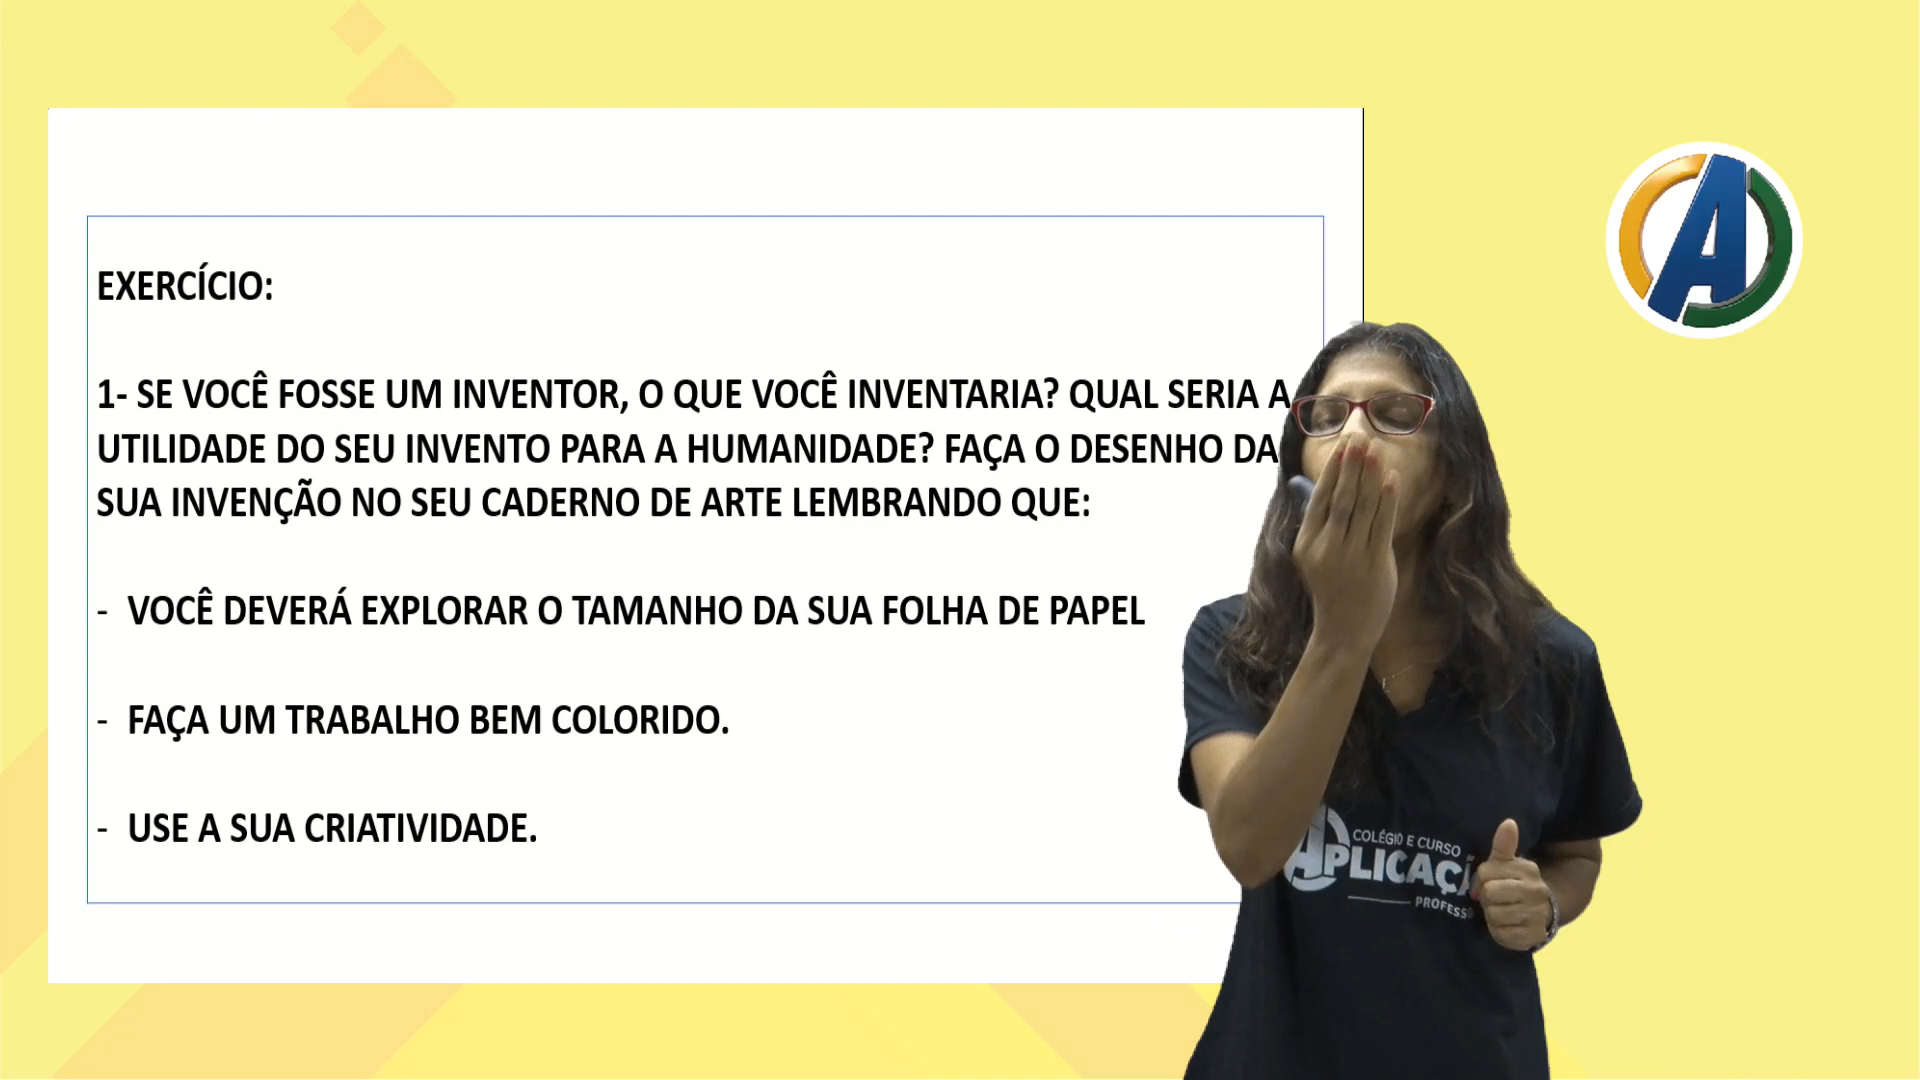 EXERCÍCIO:
1- SE VOCÊ FOSSE UM INVENTOR, O QUE VOCÊ INVENTARIA? QUAL SERIA A
UTILIDADE DO SEU INVENTO PARA A HUMANIDADE? FAÇA O DESENHO DA
SUA INVENÇÃO NO SEU CADERNO DE ARTE LEMBRANDO QUE:
- VOCÊ DEVERÁ EXPLORAR O TAMANHO DA SUA FOLHA DE PAPEL
- FAÇA UM TRABALHO BEM COLORIDO.
- USE A SUA CRIATIVIDADE.
COLÉGIO E CURSO